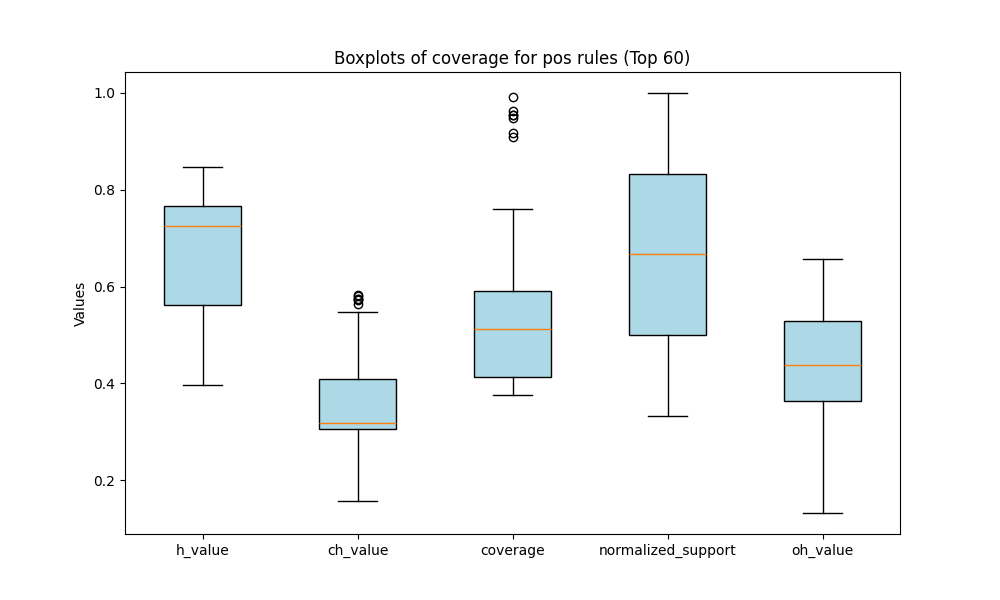 Boxplots of coverage for pos rules (Top 60)
1.0
0.8
0.6
0.4
0.2
Values
h_value
ch_value
coverage
normalized_support
oh_value